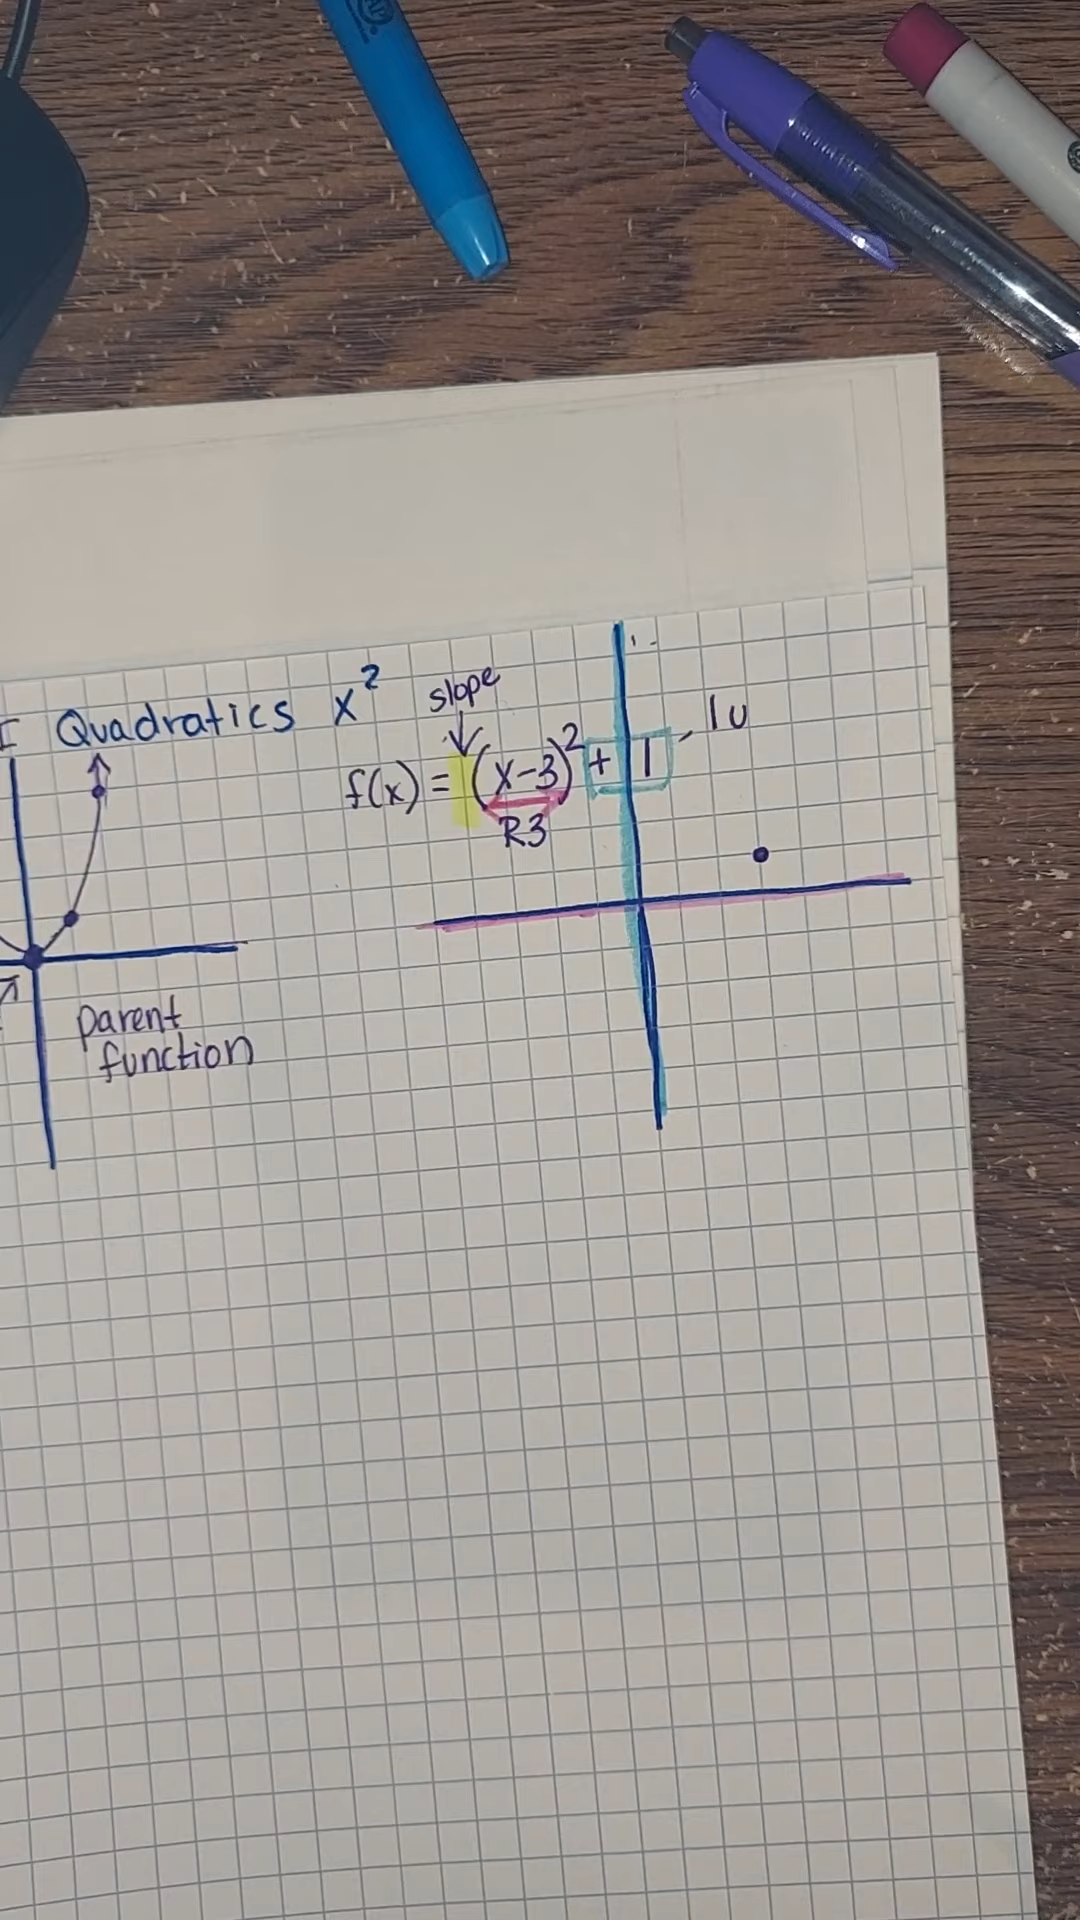 I Quadratics x²
slope
f(x) = (x-3)² + 1
1u
R3
parent
function